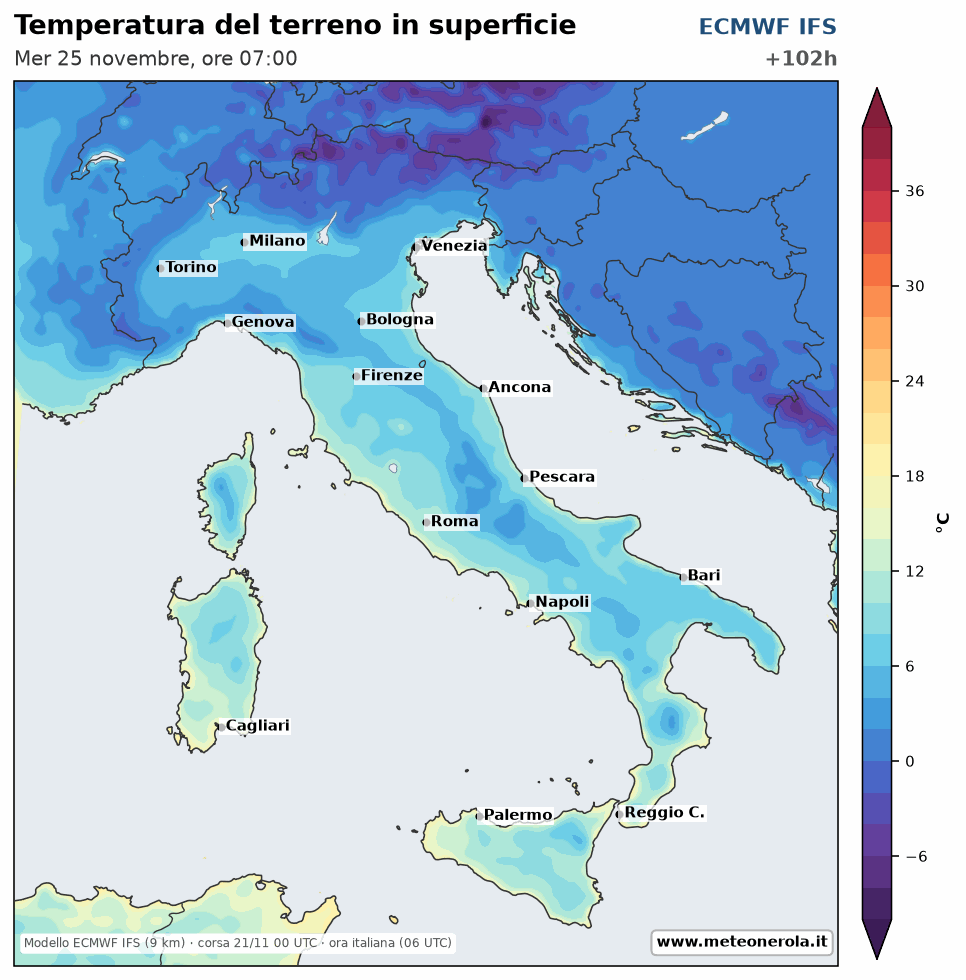 Temperatura del terreno in superficie
ECMWF IFS
Mer 25 novembre, ore 07:00
+102h
Milano
Venezia
Torino
Genova
Bologna
Firenze
Ancona
Pescara
Roma
Bari
Napoli
Cagliari
Palermo
Reggio C.
36
30
24
18
12
6
0
−6
°C
Modello ECMWF IFS (9 km) · corsa 21/11 00 UTC · ora italiana (06 UTC)
www.meteonerola.it